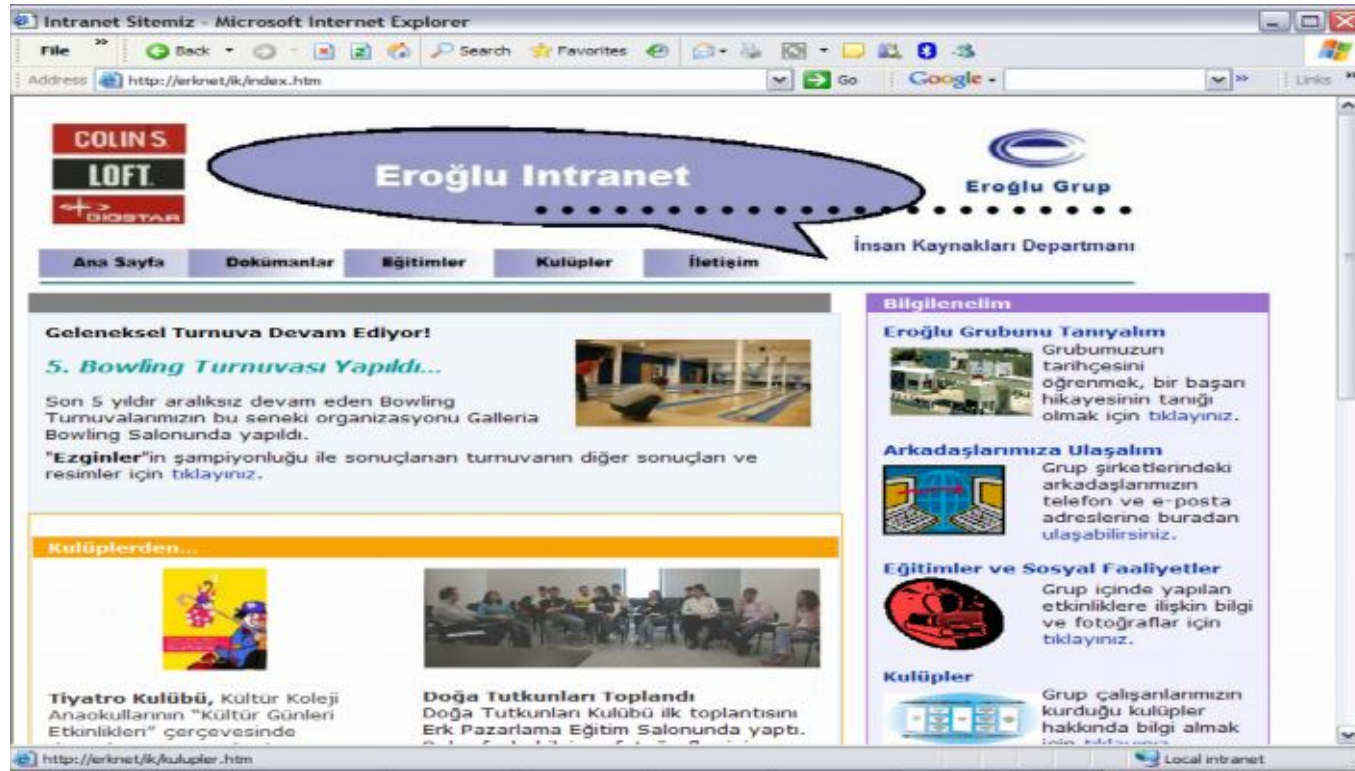 Intranet Sitemiz - Microsoft Internet Explorer
File » Back Search Favorites
Address http://erknet/ik/index.htm Go Google Links »
COLIN'S
LOFT.
BIGSTAR
Eroğlu Intranet
Eroğlu Grup
İnsan Kaynakları Departmanı
Ana Sayfa Dokümanlar Eğitimler Kulüpler İletişim
Geleneksel Turnuva Devam Ediyor!
5. Bowling Turnuvası Yapıldı...
Son 5 yıldır aralıksız devam eden Bowling
Turnuvalarımızın bu seneki organizasyonu Galleria
Bowling Salonunda yapıldı.
"Ezginler"in şampiyonluğu ile sonuçlanan turnuvanın diğer sonuçları ve
resimler için tıklayınız.
Kulüplerden...
Tiyatro Kulübü, Kültür Koleji
Anaokullarının "Kültür Günleri
Etkinlikleri" çerçevesinde
Doğa Tutkunları Toplandı
Doğa Tutkunları Kulübü ilk toplantısını
Erk Pazarlama Eğitim Salonunda yaptı.
Bilgilenelim
Eroğlu Grubunu Tanıyalım
Grubumuzun
tarihçesini
öğrenmek, bir başarı
hikayesinin tanığı
olmak için tıklayınız.
Arkadaşlarımıza Ulaşalım
Grup şirketlerindeki
arkadaşlarımızın
telefon ve e-posta
adreslerine buradan
ulaşabilirsiniz.
Eğitimler ve Sosyal Faaliyetler
Grup içinde yapılan
etkinliklere ilişkin bilgi
ve fotoğraflar için
tıklayınız.
Kulüpler
Grup çalışanlarımızın
kurduğu kulüpler
hakkında bilgi almak
için tıklayınız.
http://erknet/ik/kulupler.htm Local intranet